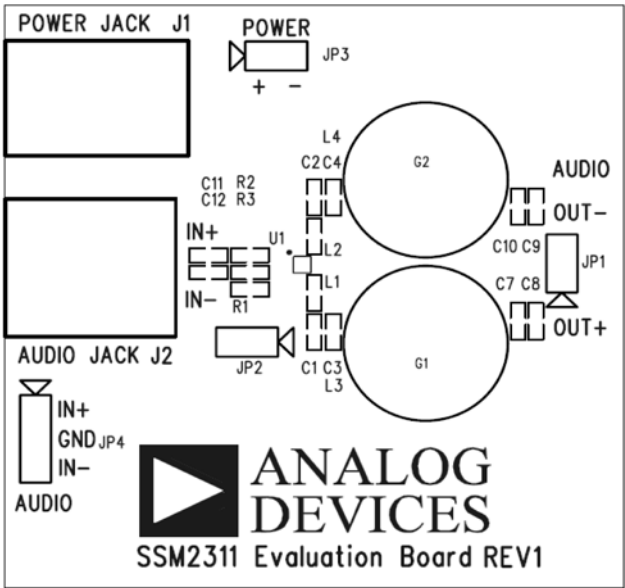 POWER JACK J1
POWER
JP3
+ -
L4
C2 C4
G2
AUDIO
C11 R2
C12 R3
OUT-
IN+
U1
L2
C10 C9
JP1
L1
C7 C8
IN-
R1
OUT+
AUDIO JACK J2
JP2
C1 C3
L3
G1
IN+
GND JP4
IN-
AUDIO
ANALOG
DEVICES
SSM2311 Evaluation Board REV1